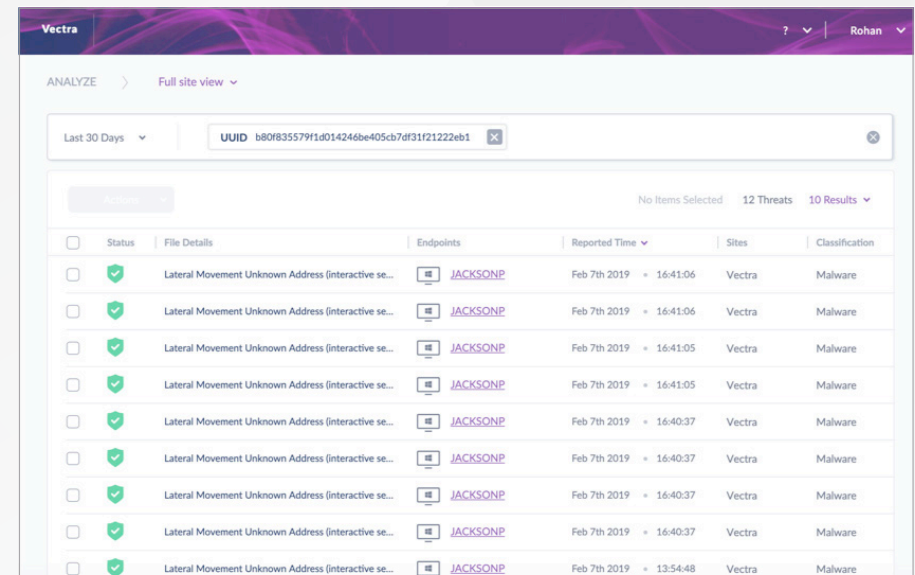 Vectra ? Rohan
ANALYZE Full site view
Last 30 Days UUID b80f835579f1d014246be405cb7df31f21222eb1
Actions No Items Selected 12 Threats 10 Results
Status File Details Endpoints Reported Time Sites Classification
Lateral Movement Unknown Address (interactive se... JACKSONP Feb 7th 2019 • 16:41:06 Vectra Malware
Lateral Movement Unknown Address (interactive se... JACKSONP Feb 7th 2019 • 16:41:06 Vectra Malware
Lateral Movement Unknown Address (interactive se... JACKSONP Feb 7th 2019 • 16:41:05 Vectra Malware
Lateral Movement Unknown Address (interactive se... JACKSONP Feb 7th 2019 • 16:41:05 Vectra Malware
Lateral Movement Unknown Address (interactive se... JACKSONP Feb 7th 2019 • 16:40:37 Vectra Malware
Lateral Movement Unknown Address (interactive se... JACKSONP Feb 7th 2019 • 16:40:37 Vectra Malware
Lateral Movement Unknown Address (interactive se... JACKSONP Feb 7th 2019 • 16:40:37 Vectra Malware
Lateral Movement Unknown Address (interactive se... JACKSONP Feb 7th 2019 • 16:40:37 Vectra Malware
Lateral Movement Unknown Address (interactive se... JACKSONP Feb 7th 2019 • 13:54:48 Vectra Malware